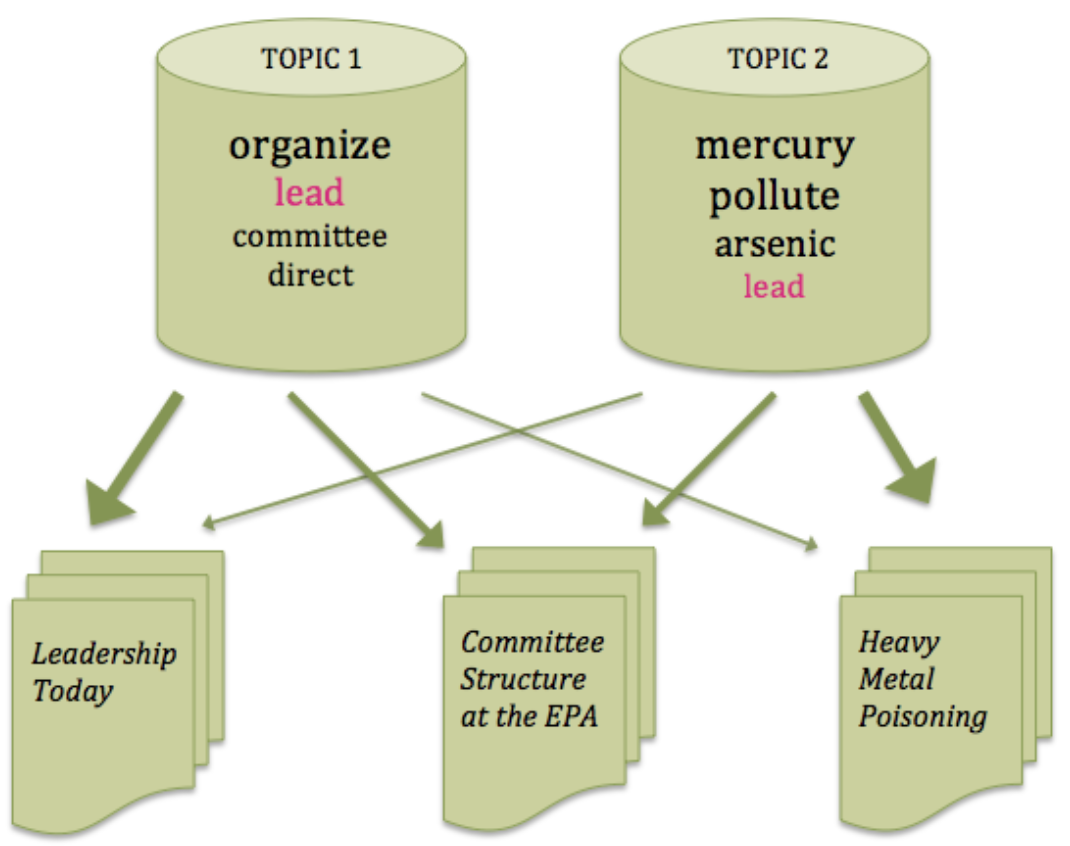 TOPIC 1
organize
lead
committee
direct
TOPIC 2
mercury
pollute
arsenic
lead
Leadership
Today
Committee
Structure
at the EPA
Heavy
Metal
Poisoning